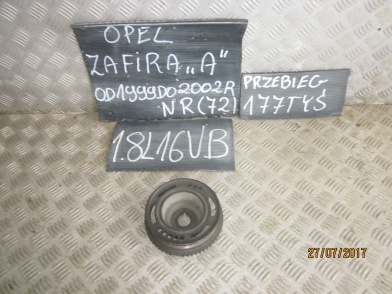 OPEL
ZAFIRA „A"
OD1999DO2002R
NR(72)
PRZEBIEG
177TYŚ
1.8L16VB
27/07/2017